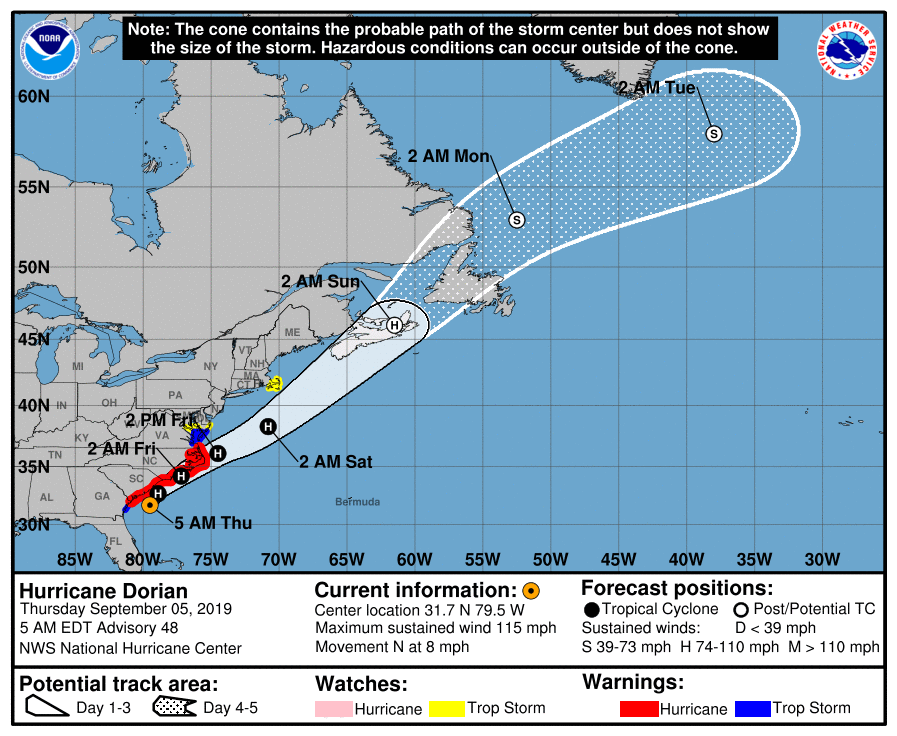 Note: The cone contains the probable path of the storm center but does not show
the size of the storm. Hazardous conditions can occur outside of the cone.
NOAA
NATIONAL WEATHER SERVICE
60N
2 AM Tue
S
2 AM Mon
55N
S
50N
2 AM Sun
H
ME
45N
VT
NH
MI
NY
MA
CT
PA
40N
IN
OH
2 PM Fri
H
2 AM Sat
VA
KY
2 AM Fri
H
NC
TN
35N
H
SC
H
AL
GA
5 AM Thu
Bermuda
30N
FL
85W 80W 75W 70W 65W 60W 55W 50W 45W 40W 35W 30W
Hurricane Dorian
Thursday September 05, 2019
5 AM EDT Advisory 48
NWS National Hurricane Center
Current information:
Center location 31.7 N 79.5 W
Maximum sustained wind 115 mph
Movement N at 8 mph
Forecast positions:
Tropical Cyclone Post/Potential TC
Sustained winds: D < 39 mph
S 39-73 mph H 74-110 mph M > 110 mph
Potential track area:
Day 1-3 Day 4-5
Watches:
Hurricane Trop Storm
Warnings:
Hurricane Trop Storm